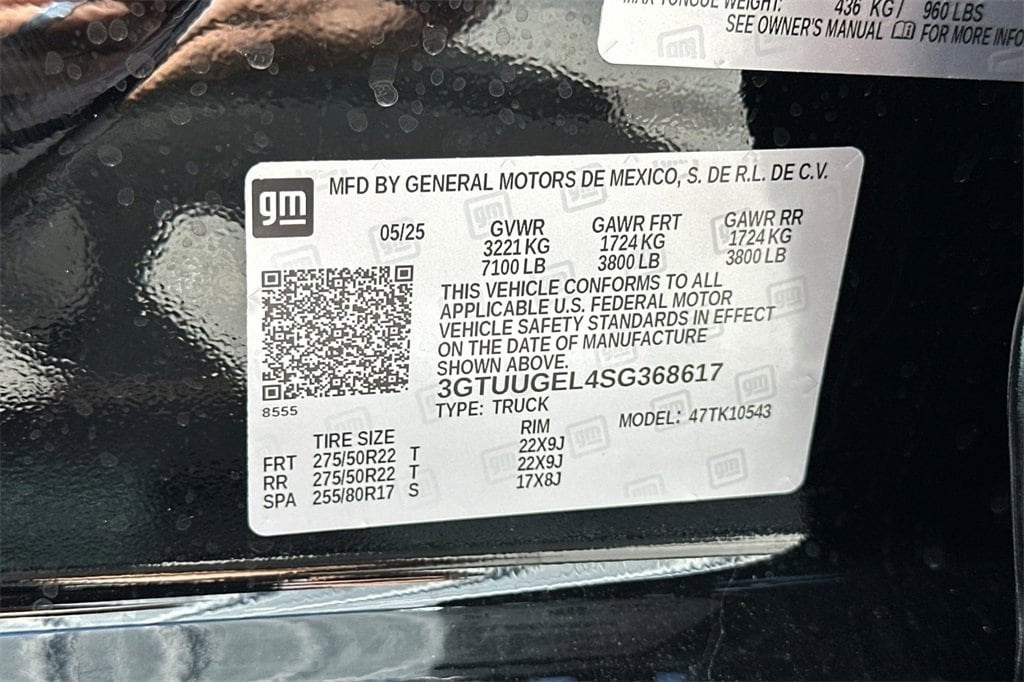 MAX TONGUE WEIGHT: 436 KG/ 960 LBS
SEE OWNER'S MANUAL FOR MORE INFO
gm
MFD BY GENERAL MOTORS DE MEXICO, S. DE R.L. DE C.V.
05/25 GVWR GAWR FRT GAWR RR
3221 KG 1724 KG 1724 KG
7100 LB 3800 LB 3800 LB
THIS VEHICLE CONFORMS TO ALL
APPLICABLE U.S. FEDERAL MOTOR
VEHICLE SAFETY STANDARDS IN EFFECT
ON THE DATE OF MANUFACTURE
SHOWN ABOVE.
3GTUUGEL4SG368617
8555
TYPE: TRUCK MODEL: 47TK10543
TIRE SIZE RIM
FRT 275/50R22 T 22X9J
RR 275/50R22 T 22X9J
SPA 255/80R17 S 17X8J